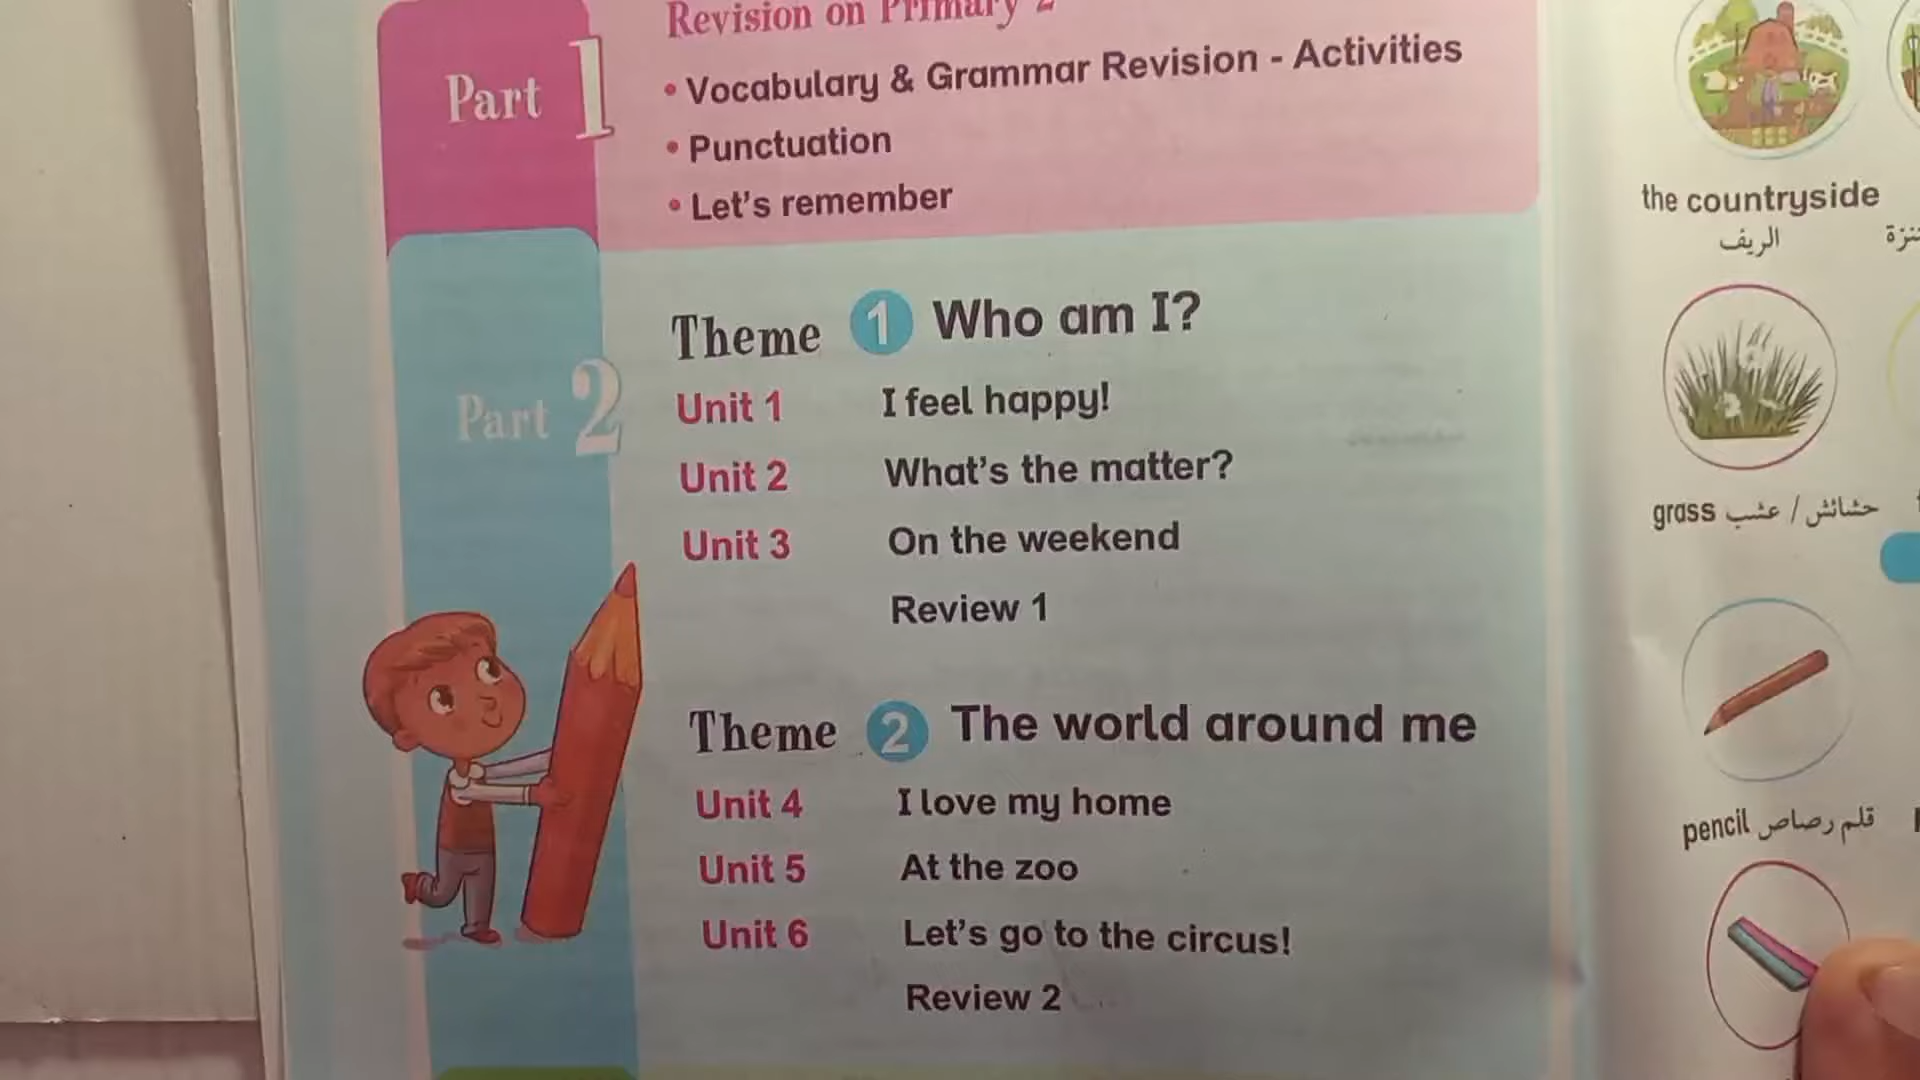 Revision on Primary 2
Part 1
• Vocabulary & Grammar Revision - Activities
• Punctuation
• Let's remember
Part 2
Theme 1 Who am I?
Unit 1 I feel happy!
Unit 2 What's the matter?
Unit 3 On the weekend
Review 1
Theme 2 The world around me
Unit 4 I love my home
Unit 5 At the zoo
Unit 6 Let's go to the circus!
Review 2
the countryside
الريف
grass حشائش / عشب
pencil قلم رصاص